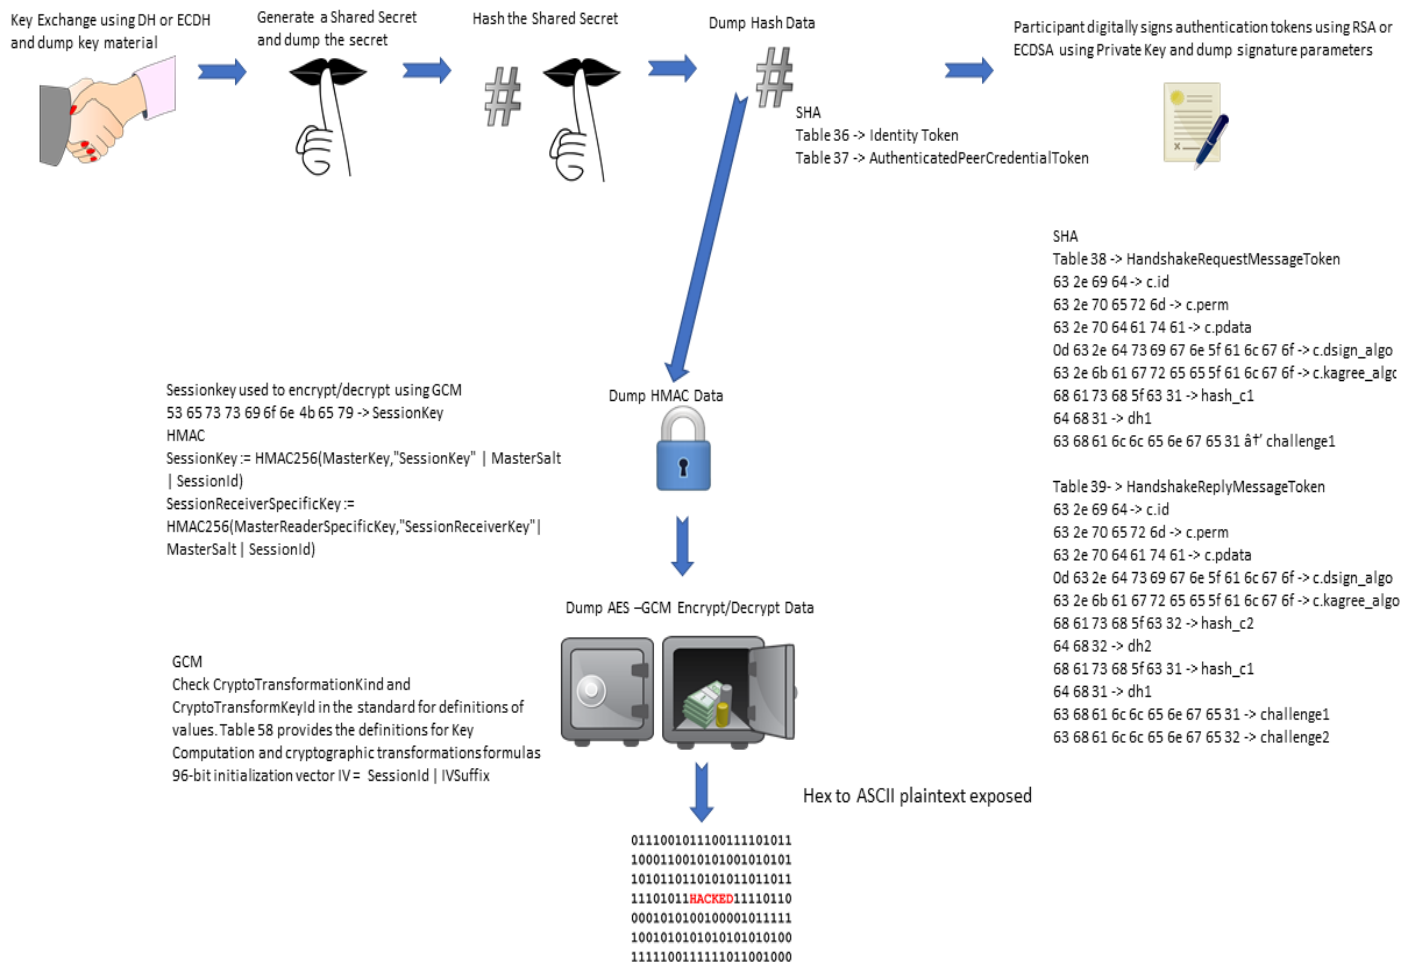 Key Exchange using DH or ECDH
and dump key material
Generate a Shared Secret
and dump the secret
Hash the Shared Secret
Dump Hash Data
Participant digitally signs authentication tokens using RSA or
ECDSA using Private Key and dump signature parameters
#
#
SHA
Table 36 -> Identity Token
Table 37 -> AuthenticatedPeerCredentialToken
SHA
Table 38 -> HandshakeRequestMessageToken
63 2e 69 64 -> c.id
63 2e 70 65 72 6d -> c.perm
63 2e 70 64 61 74 61 -> c.pdata
0d 63 2e 64 73 69 67 6e 5f 61 6c 67 6f -> c.dsign_algo
63 2e 6b 61 67 72 65 65 5f 61 6c 67 6f -> c.kagree_algo
68 61 73 68 5f 63 31 -> hash_c1
64 68 31 -> dh1
63 68 61 6c 6c 65 6e 67 65 31 â†’ challenge1
Table 39- > HandshakeReplyMessageToken
63 2e 69 64 -> c.id
63 2e 70 65 72 6d -> c.perm
63 2e 70 64 61 74 61 -> c.pdata
0d 63 2e 64 73 69 67 6e 5f 61 6c 67 6f -> c.dsign_algo
63 2e 6b 61 67 72 65 65 5f 61 6c 67 6f -> c.kagree_algo
68 61 73 68 5f 63 32 -> hash_c2
64 68 32 -> dh2
68 61 73 68 5f 63 31 -> hash_c1
64 68 31 -> dh1
63 68 61 6c 6c 65 6e 67 65 31 -> challenge1
63 68 61 6c 6c 65 6e 67 65 32 -> challenge2
Sessionkey used to encrypt/decrypt using GCM
53 65 73 73 69 6f 6e 4b 65 79 -> SessionKey
HMAC
SessionKey := HMAC256(MasterKey,"SessionKey" | MasterSalt
| SessionId)
SessionReceiverSpecificKey :=
HMAC256(MasterReaderSpecificKey,"SessionReceiverKey" |
MasterSalt | SessionId)
Dump HMAC Data
Dump AES –GCM Encrypt/Decrypt Data
GCM
Check CryptoTransformationKind and
CryptoTransformKeyId in the standard for definitions of
values. Table 58 provides the definitions for Key
Computation and cryptographic transformations formulas
96-bit initialization vector IV = SessionId | IVSuffix
Hex to ASCII plaintext exposed
0111001011100111101011
1000110010101001010101
1010110110101011011011
11101011HACKED11110110
0001010100100001011111
1001010101010101010100
1111100111111011001000